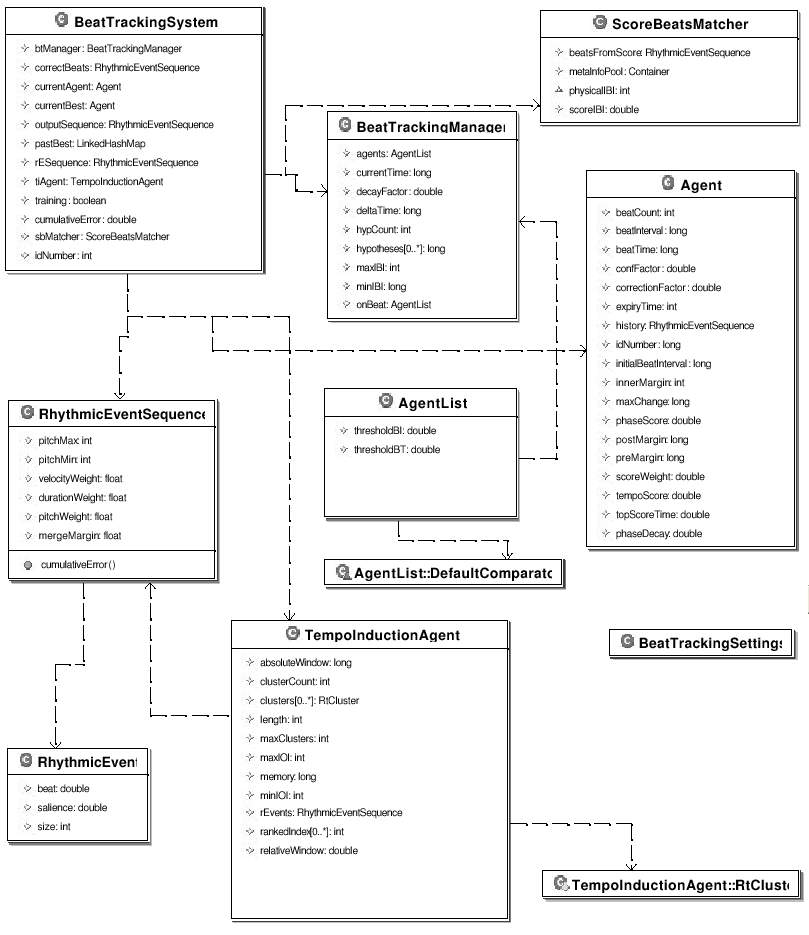 BeatTrackingSystem
btManager: BeatTrackingManager
correctBeats: RhythmicEventSequence
currentAgent: Agent
currentBest: Agent
outputSequence: RhythmicEventSequence
pastBest: LinkedHashMap
rESequence: RhythmicEventSequence
tiAgent: TempoInductionAgent
training: boolean
cumulativeError: double
sbMatcher: ScoreBeatsMatcher
idNumber: int
ScoreBeatsMatcher
beatsFromScore: RhythmicEventSequence
metaInfoPool: Container
physicalIBI: int
scoreIBI: double
BeatTrackingManager
agents: AgentList
currentTime: long
decayFactor: double
deltaTime: long
hypCount: int
hypotheses[0..*]: long
maxIBI: int
minIBI: long
onBeat: AgentList
Agent
beatCount: int
beatInterval: long
beatTime: long
confFactor: double
correctionFactor: double
expiryTime: int
history: RhythmicEventSequence
idNumber: long
initialBeatInterval: long
innerMargin: int
maxChange: long
phaseScore: double
postMargin: long
preMargin: long
scoreWeight: double
tempoScore: double
topScoreTime: double
phaseDecay: double
RhythmicEventSequence
pitchMax: int
pitchMin: int
velocityWeight: float
durationWeight: float
pitchWeight: float
mergeMargin: float
cumulativeError()
AgentList
thresholdBI: double
thresholdBT: double
AgentList::DefaultComparato
BeatTrackingSettings
TempoInductionAgent
absoluteWindow: long
clusterCount: int
clusters[0..*]: RtCluster
length: int
maxClusters: int
maxIOI: int
memory: long
minIOI: int
rEvents: RhythmicEventSequence
rankedIndex[0..*]: int
relativeWindow: double
RhythmicEvent
beat: double
salience: double
size: int
TempoInductionAgent::RtCluste